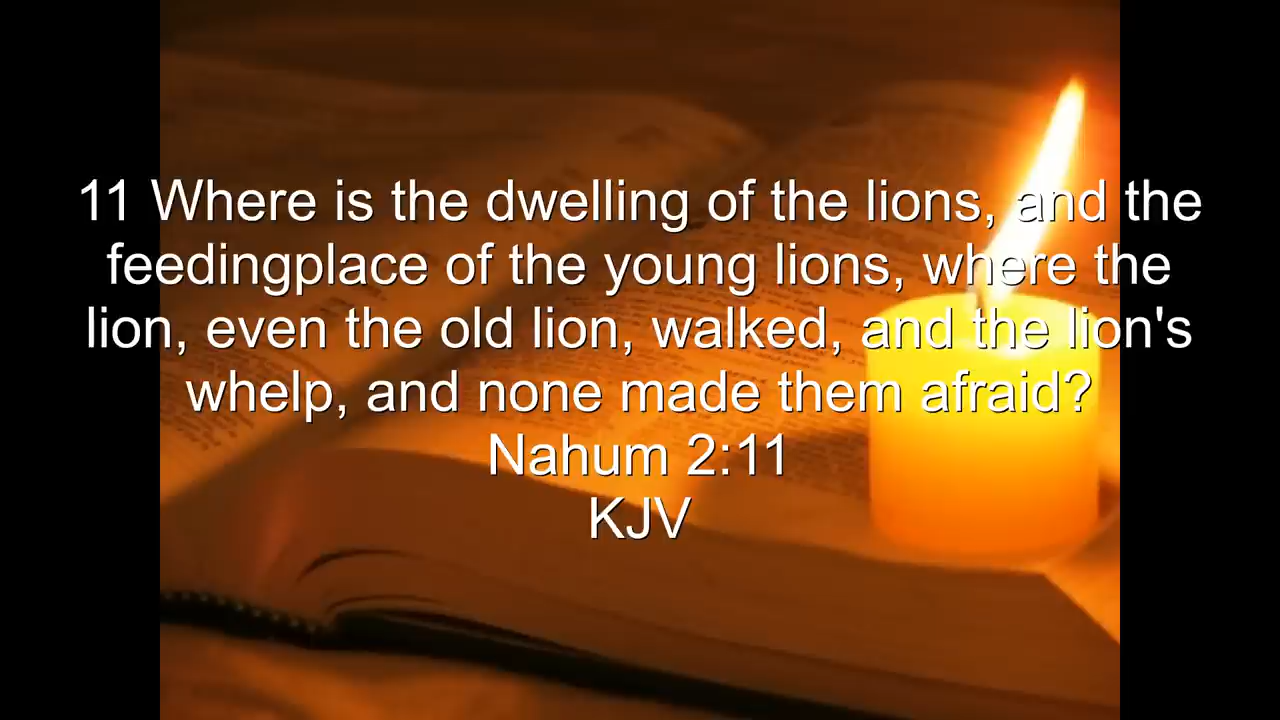 11 Where is the dwelling of the lions, and the
feedingplace of the young lions, where the
lion, even the old lion, walked, and the lion's
whelp, and none made them afraid?
Nahum 2:11
KJV